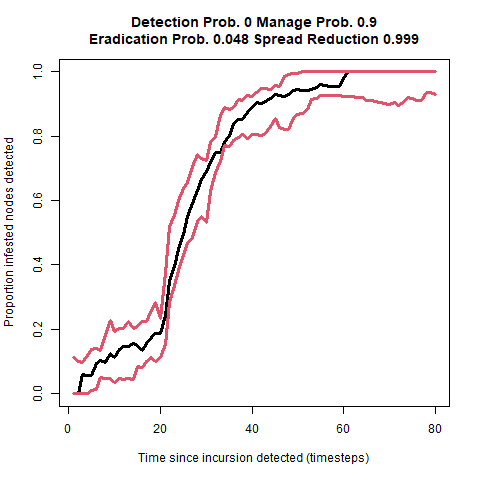 Detection Prob. 0 Manage Prob. 0.9
Eradication Prob. 0.048 Spread Reduction 0.999
Proportion infested nodes detected
1.0
0.8
0.6
0.4
0.2
0.0
0 20 40 60 80
Time since incursion detected (timesteps)